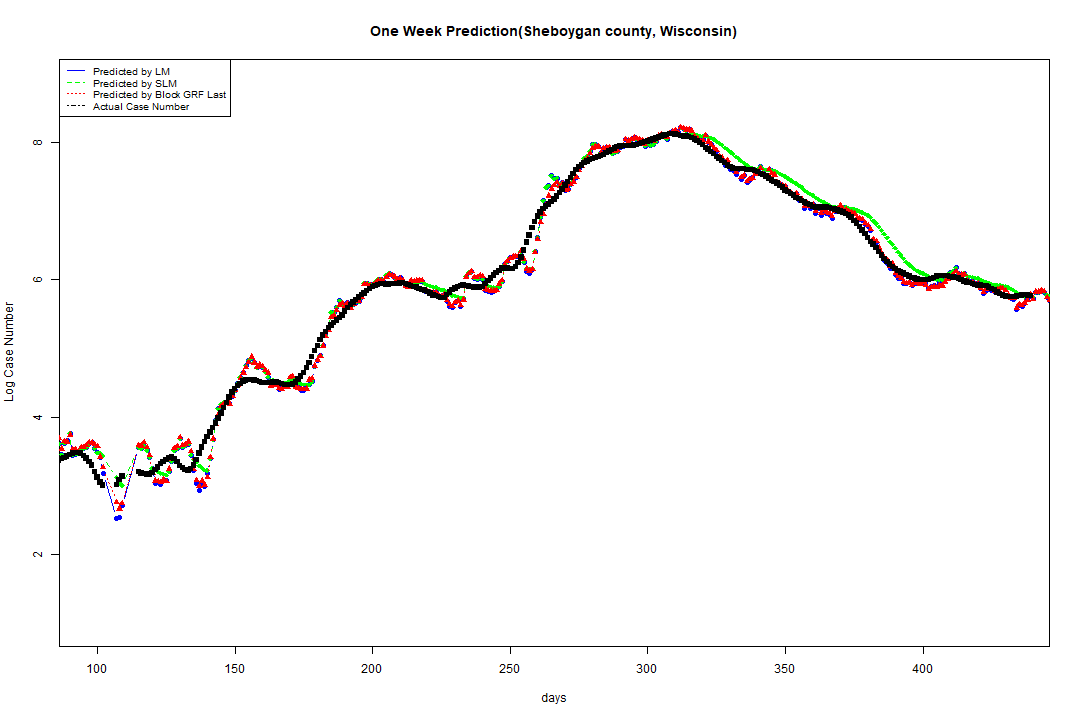 One Week Prediction(Sheboygan county, Wisconsin)
Predicted by LM
Predicted by SLM
Predicted by Block GRF Last
Actual Case Number
Log Case Number
8
6
4
2
100 150 200 250 300 350 400
days